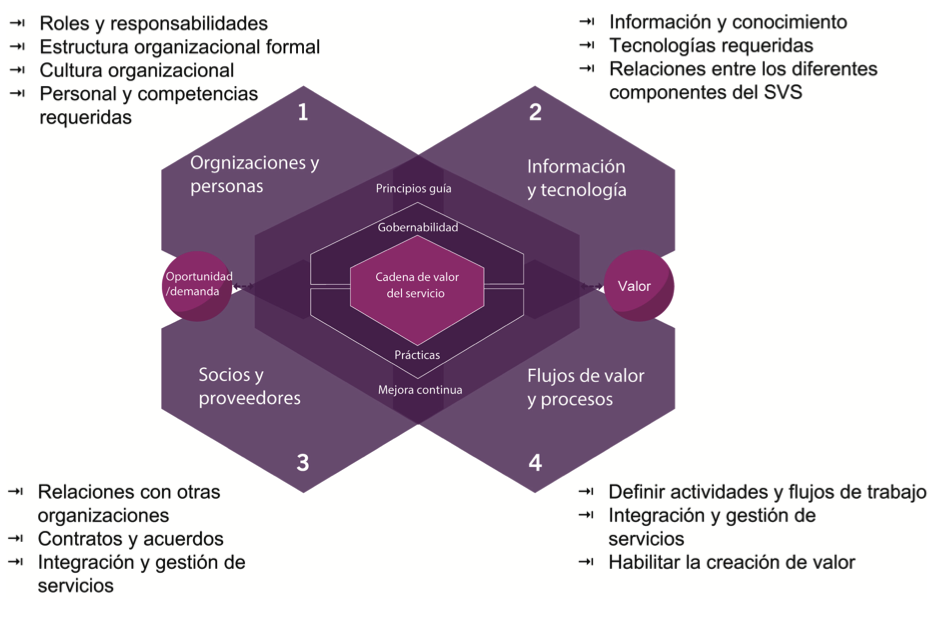 Roles y responsabilidades
Estructura organizacional formal
Cultura organizacional
Personal y competencias
requeridas
Información y conocimiento
Tecnologías requeridas
Relaciones entre los diferentes
componentes del SVS
1
Orgnizaciones y
personas
2
Información
y tecnología
Principios guía
Gobernabilidad
Oportunidad
/demanda
Cadena de valor
del servicio
Valor
Prácticas
Mejora continua
Socios y
proveedores
3
Flujos de valor
y procesos
4
Relaciones con otras
organizaciones
Contratos y acuerdos
Integración y gestión de
servicios
Definir actividades y flujos de trabajo
Integración y gestión de
servicios
Habilitar la creación de valor